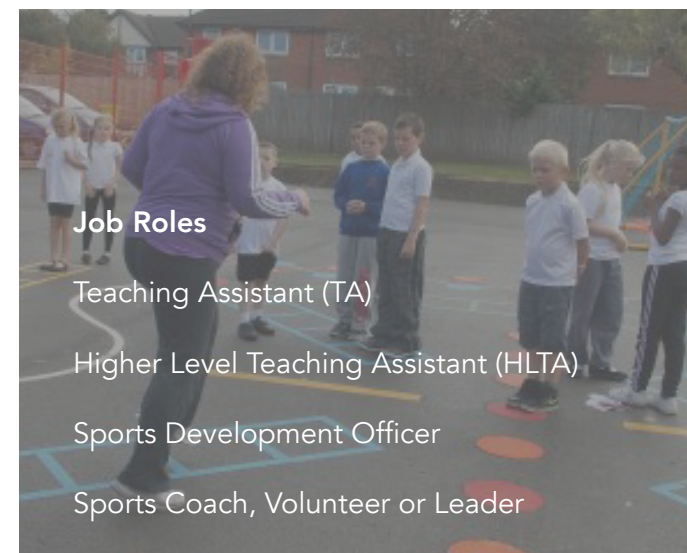 Job Roles
Teaching Assistant (TA)
Higher Level Teaching Assistant (HLTA)
Sports Development Officer
Sports Coach, Volunteer or Leader